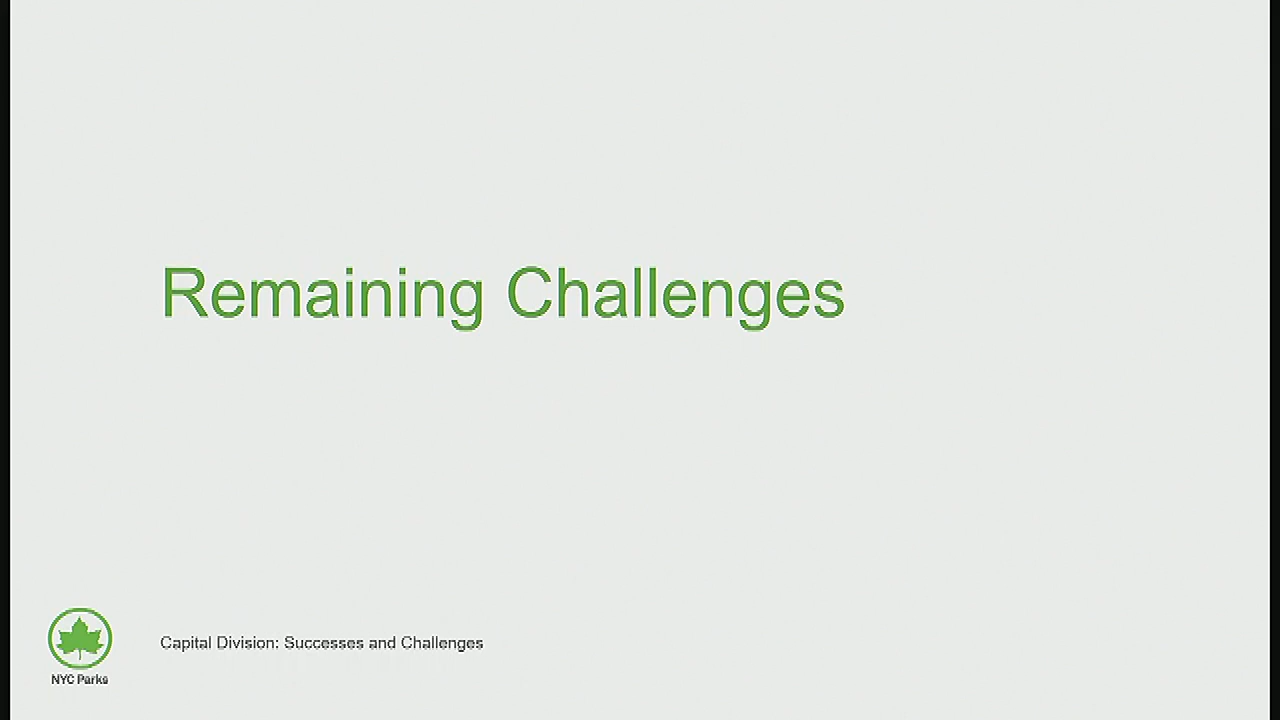 Remaining Challenges
Capital Division: Successes and Challenges
NYC Parks